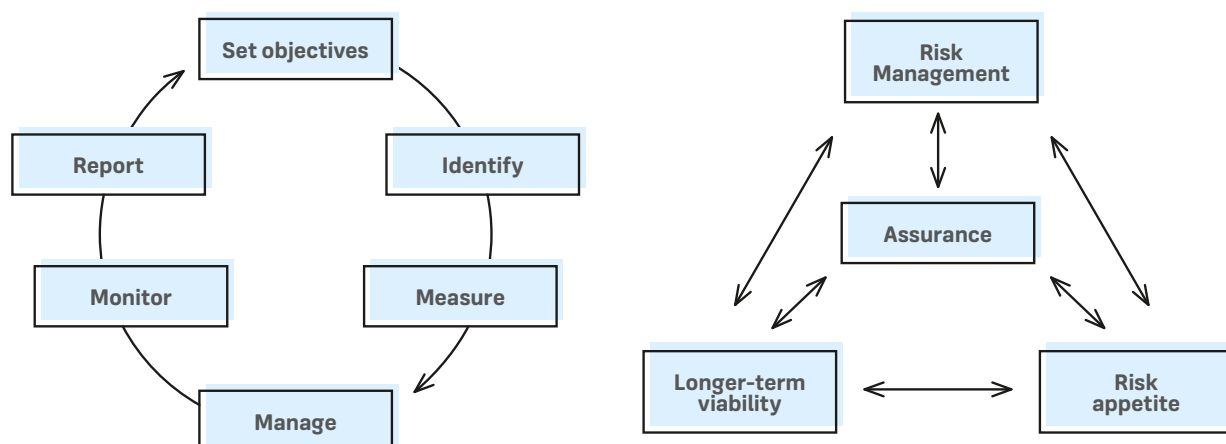 Set objectives
Identify
Measure
Manage
Monitor
Report
Risk
Management
Assurance
Longer-term
viability
Risk
appetite